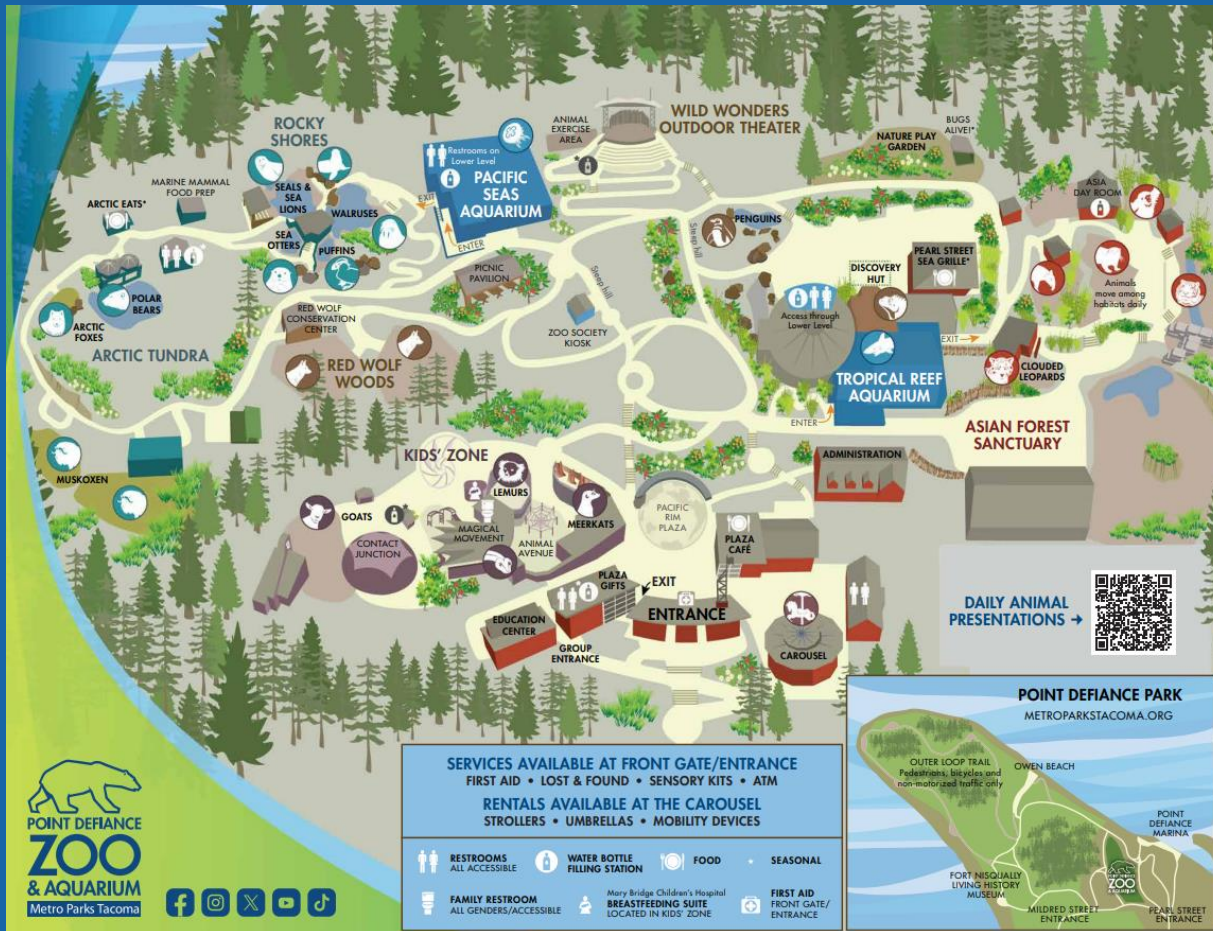 ROCKY
SHORES
MARINE MAMMAL
FOOD PREP
ARCTIC EATS*
SEALS &
SEA
LIONS
WALRUSES
SEA
OTTERS
PUFFINS
POLAR
BEARS
ARCTIC
FOXES
ARCTIC TUNDRA
MUSKOXEN
RED WOLF
CONSERVATION
CENTER
RED WOLF
WOODS
Restrooms on
Lower Level
PACIFIC
SEAS
AQUARIUM
EXIT
ENTER
PICNIC
PAVILION
ANIMAL
EXERCISE
AREA
WILD WONDERS
OUTDOOR THEATER
Steep hill
ZOO SOCIETY
KIOSK
Steep hill
PENGUINS
NATURE PLAY
GARDEN
BUGS
ALIVE!*
ASIA
DAY ROOM
PEARL STREET
SEA GRILLE*
DISCOVERY
HUT
Access through
Lower Level
TROPICAL REEF
AQUARIUM
EXIT
ENTER
Animals
move among
habitats daily
CLOUDED
LEOPARDS
ASIAN FOREST
SANCTUARY
ADMINISTRATION
KIDS' ZONE
LEMURS
GOATS
*
MAGICAL
MOVEMENT
CONTACT
JUNCTION
ANIMAL
AVENUE
MEERKATS
PACIFIC
RIM
PLAZA
PLAZA
CAFÉ
PLAZA
GIFTS
EXIT
ENTRANCE
EDUCATION
CENTER
GROUP
ENTRANCE
CAROUSEL
DAILY ANIMAL
PRESENTATIONS →
POINT DEFIANCE PARK
METROPARKSTACOMA.ORG
OUTER LOOP TRAIL
Pedestrians, bicycles and
non-motorized traffic only
OWEN BEACH
POINT
DEFIANCE
MARINA
FORT NISQUALLY
LIVING HISTORY
MUSEUM
ZOO
MILDRED STREET
ENTRANCE
PEARL STREET
ENTRANCE
SERVICES AVAILABLE AT FRONT GATE/ENTRANCE
FIRST AID • LOST & FOUND • SENSORY KITS • ATM
RENTALS AVAILABLE AT THE CAROUSEL
STROLLERS • UMBRELLAS • MOBILITY DEVICES
RESTROOMS
ALL ACCESSIBLE
WATER BOTTLE
FILLING STATION
FOOD
* SEASONAL
FAMILY RESTROOM
ALL GENDERS/ACCESSIBLE
Mary Bridge Children's Hospital
BREASTFEEDING SUITE
LOCATED IN KIDS' ZONE
FIRST AID
FRONT GATE/
ENTRANCE
POINT DEFIANCE
ZOO
& AQUARIUM
Metro Parks Tacoma